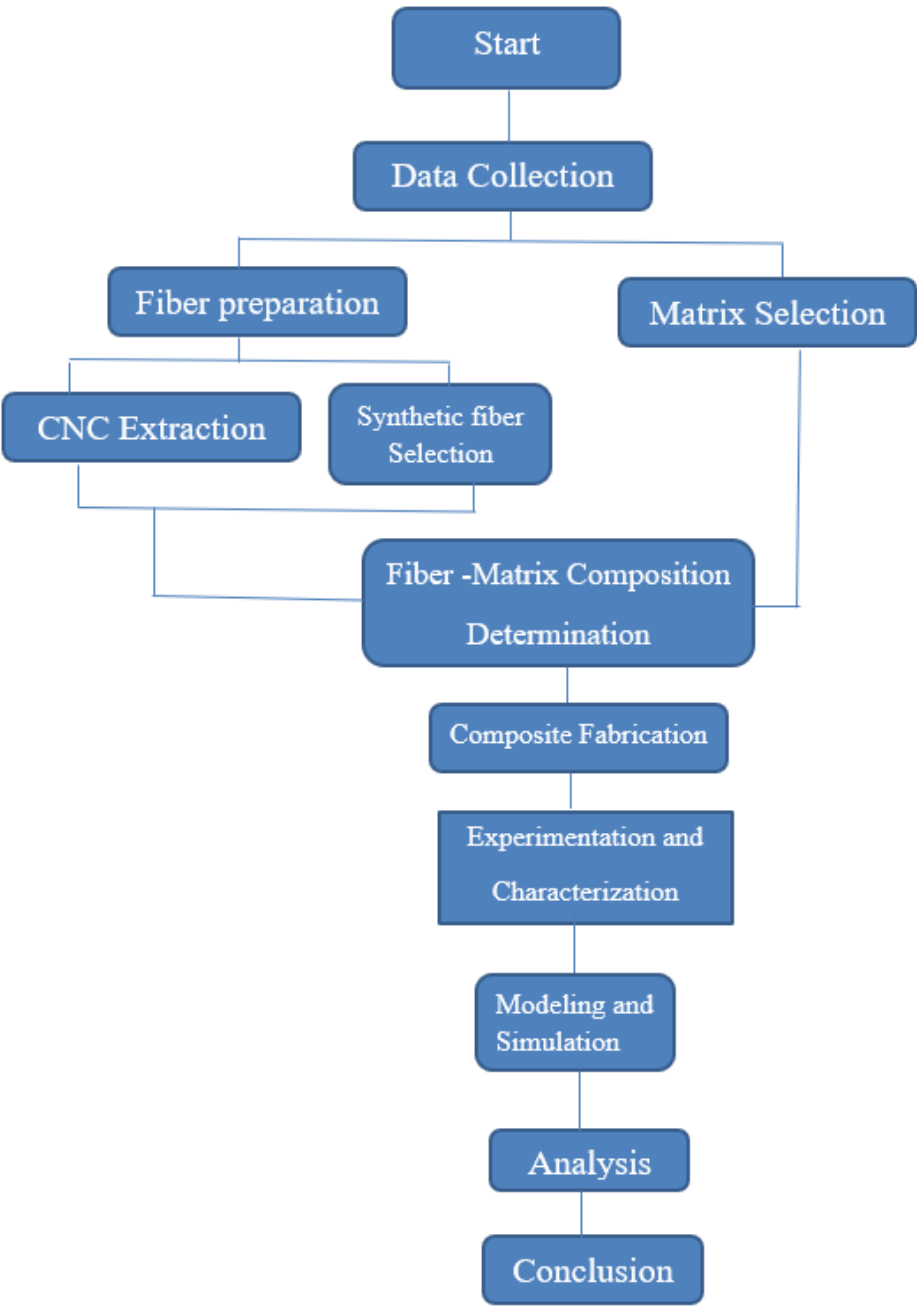 Start
Data Collection
Fiber preparation
Matrix Selection
CNC Extraction
Synthetic fiber
Selection
Fiber -Matrix Composition
Determination
Composite Fabrication
Experimentation and
Characterization
Modeling and
Simulation
Analysis
Conclusion